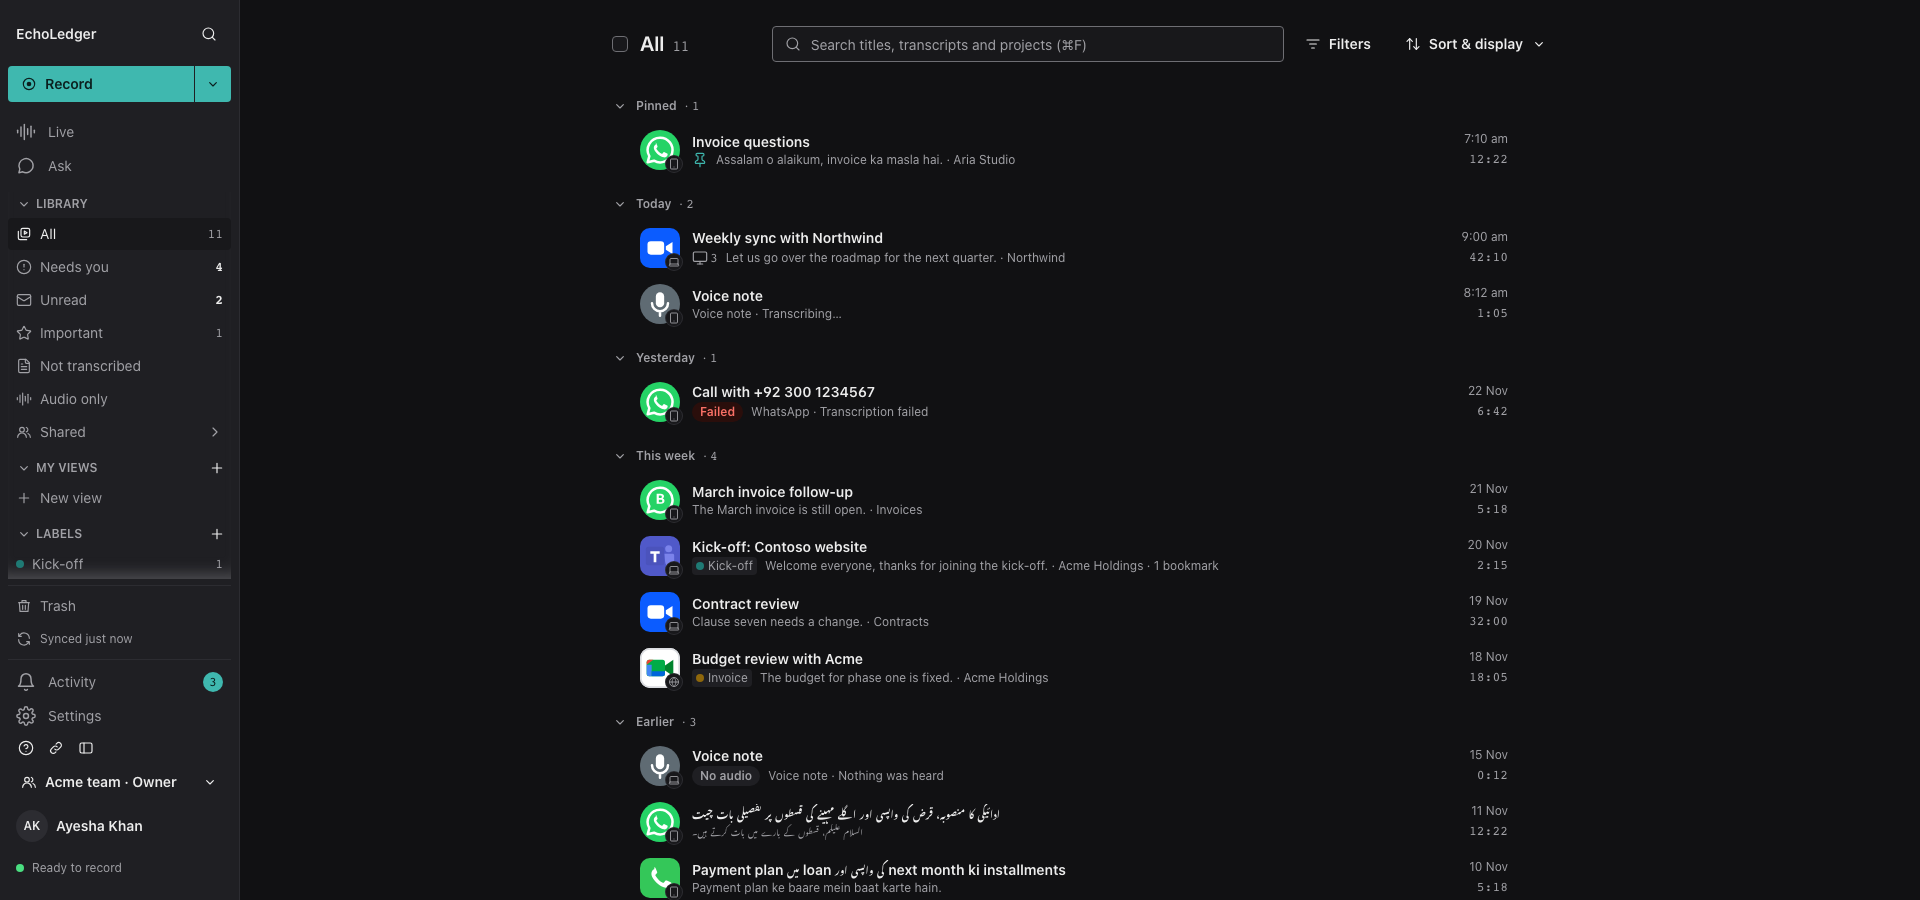 EchoLedger
Record
Live
Ask
LIBRARY
All 11
Needs you 4
Unread 2
Important 1
Not transcribed
Audio only
Shared
MY VIEWS
New view
LABELS
Kick-off 1
Trash
Synced just now
Activity 3
Settings
Acme team · Owner
AK Ayesha Khan
Ready to record
All 11
Search titles, transcripts and projects (⌘F)
Filters
Sort & display
Pinned · 1
Invoice questions 7:10 am
Assalam o alaikum, invoice ka masla hai. · Aria Studio 12:22
Today · 2
Weekly sync with Northwind 9:00 am
3 Let us go over the roadmap for the next quarter. · Northwind 42:10
Voice note 8:12 am
Voice note · Transcribing... 1:05
Yesterday · 1
Call with +92 300 1234567 22 Nov
Failed WhatsApp · Transcription failed 6:42
This week · 4
March invoice follow-up 21 Nov
The March invoice is still open. · Invoices 5:18
Kick-off: Contoso website 20 Nov
Kick-off Welcome everyone, thanks for joining the kick-off. · Acme Holdings · 1 bookmark 2:15
Contract review 19 Nov
Clause seven needs a change. · Contracts 32:00
Budget review with Acme 18 Nov
Invoice The budget for phase one is fixed. · Acme Holdings 18:05
Earlier · 3
Voice note 15 Nov
No audio Voice note · Nothing was heard 0:12
ادائیگی کا منصوبہ، قرض کی واپسی اور اگلے مہینے کی قسطوں پر تفصیلی بات چیت 11 Nov
السلام علیکم، قسطوں کے بارے میں بات کرتے ہیں۔ 12:22
Payment plan میں loan کی واپسی اور next month ki installments 10 Nov
Payment plan ke baare mein baat karte hain. 5:18